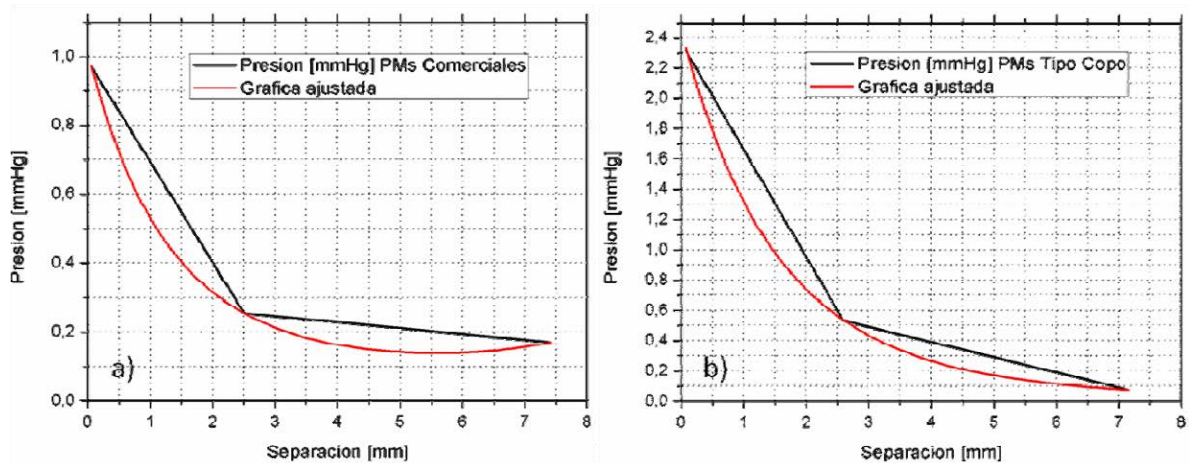 Presion [mmHg] PMs Comerciales
Grafica ajustada
Presion [mmHg]
1,0
0,8
0,6
0,4
0,2
0,0
a)
0 1 2 3 4 5 6 7 8
Separacion [mm]
Presion [mmHg] PMs Tipo Copo
Grafica ajustada
Presion [mmHg]
2,4
2,2
2,0
1,8
1,6
1,4
1,2
1,0
0,8
0,6
0,4
0,2
0,0
b)
0 1 2 3 4 5 6 7 8
Separacion [mm]